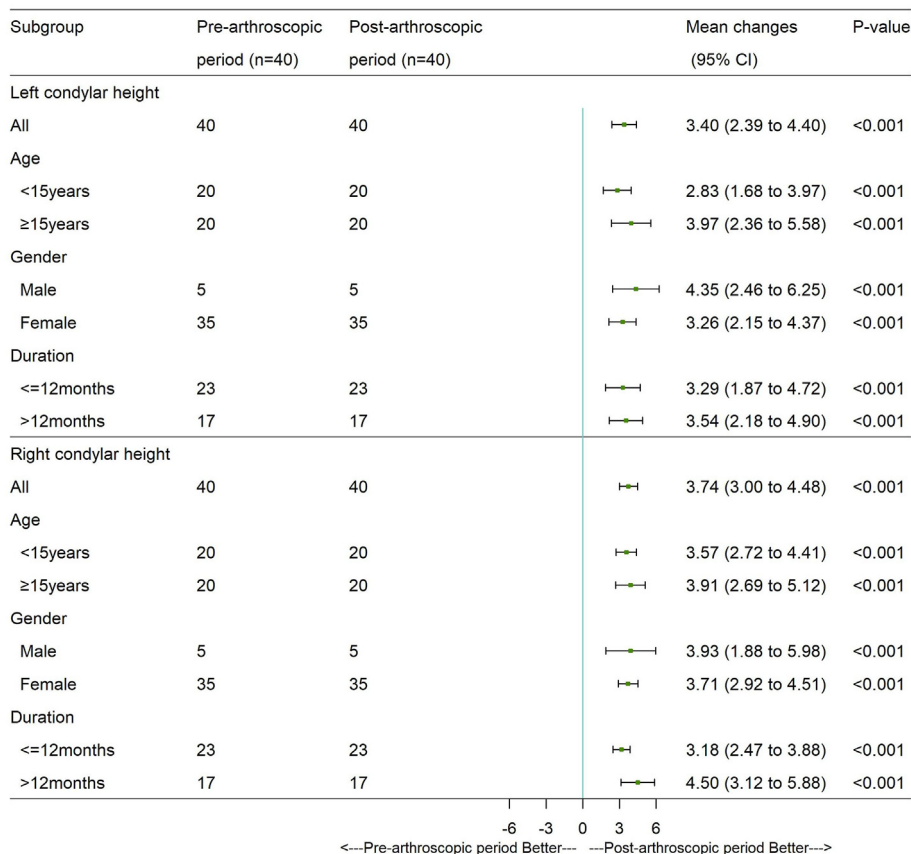 Subgroup Pre-arthroscopic Post-arthroscopic Mean changes P-value
period (n=40) period (n=40) (95% CI)
Left condylar height
All 40 40 3.40 (2.39 to 4.40) <0.001
Age
<15years 20 20 2.83 (1.68 to 3.97) <0.001
≥15years 20 20 3.97 (2.36 to 5.58) <0.001
Gender
Male 5 5 4.35 (2.46 to 6.25) <0.001
Female 35 35 3.26 (2.15 to 4.37) <0.001
Duration
<=12months 23 23 3.29 (1.87 to 4.72) <0.001
>12months 17 17 3.54 (2.18 to 4.90) <0.001
Right condylar height
All 40 40 3.74 (3.00 to 4.48) <0.001
Age
<15years 20 20 3.57 (2.72 to 4.41) <0.001
≥15years 20 20 3.91 (2.69 to 5.12) <0.001
Gender
Male 5 5 3.93 (1.88 to 5.98) <0.001
Female 35 35 3.71 (2.92 to 4.51) <0.001
Duration
<=12months 23 23 3.18 (2.47 to 3.88) <0.001
>12months 17 17 4.50 (3.12 to 5.88) <0.001
-6 -3 0 3 6
<---Pre-arthroscopic period Better--- ---Post-arthroscopic period Better--->